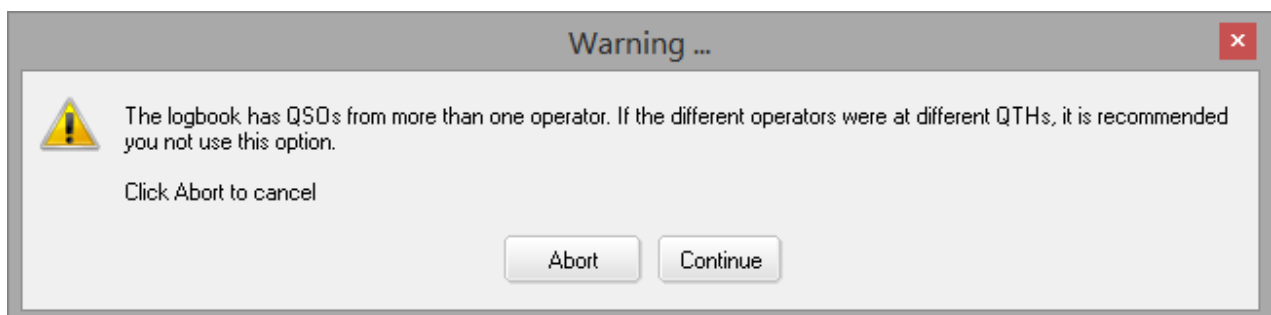 Warning ...
The logbook has QSOs from more than one operator. If the different operators were at different QTHs, it is recommended
you not use this option.
Click Abort to cancel
Abort
Continue